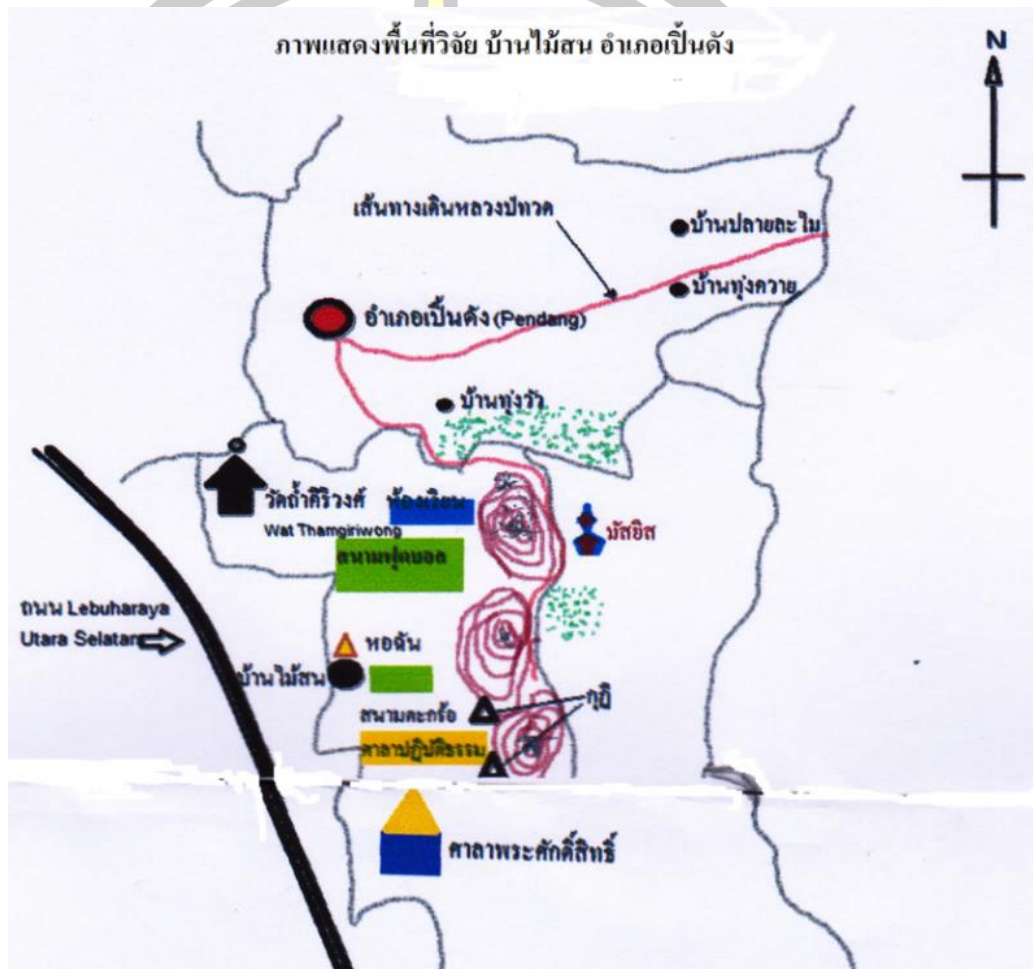 ภาพแสดงพื้นที่วิจัย บ้านไม้สน อำเภอเปิ้นดัง
N
เส้นทางเดินหลวงปู่ทวด
บ้านปลายละไม
บ้านทุ่งควาย
อำเภอเปิ้นดัง (Pendang)
บ้านทุ่งวัว
วัดถ้ำคีรีวงศ์
Wat Thamgiriwong
ห้องเรียน
มัสยิส
สนามฟุตบอล
ถนน Lebuharaya
Utara Selatan
หอฉัน
บ้านไม้สน
กุฏิ
สนามตะกร้อ
ศาลาปฏิบัติธรรม
ศาลาพระศักดิ์สิทธิ์